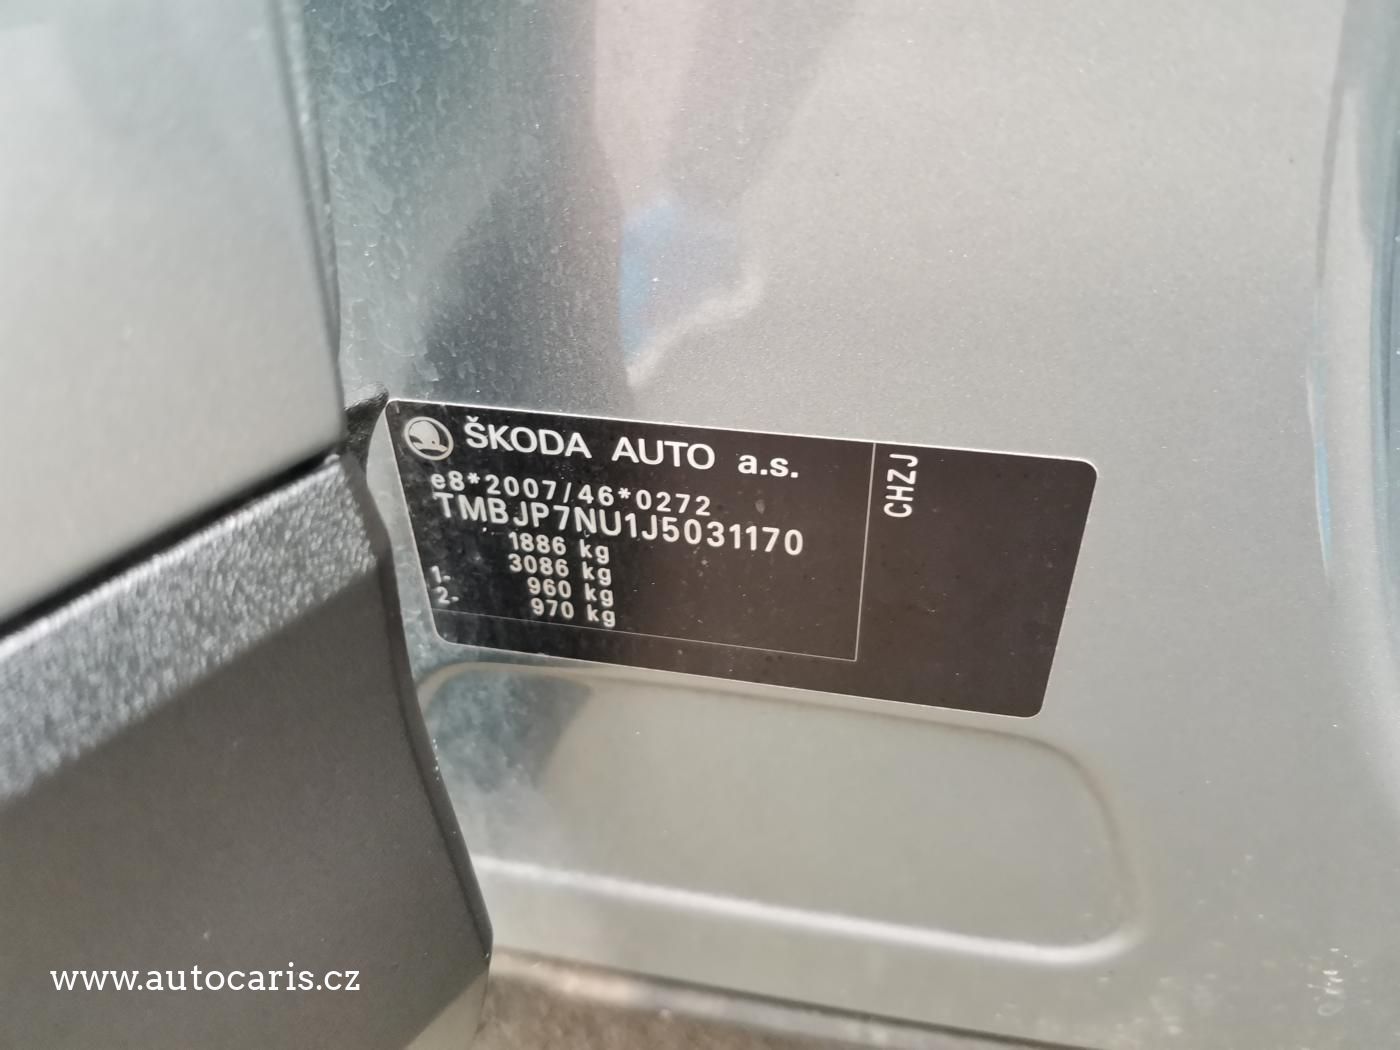 ŠKODA AUTO a.s.
e8*2007/46*0272
TMBJP7NU1J5031170
1886 kg
3086 kg
1- 960 kg
2- 970 kg
CHZJ
www.autocaris.cz